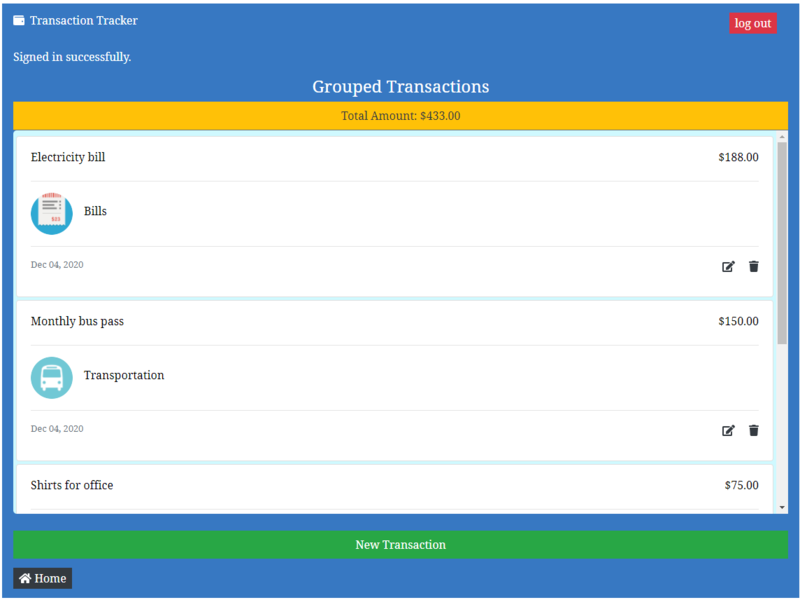 Transaction Tracker
log out
Signed in successfully.
Grouped Transactions
Total Amount: $433.00
Electricity bill $188.00
Bills
Dec 04, 2020
Monthly bus pass $150.00
Transportation
Dec 04, 2020
Shirts for office $75.00
New Transaction
Home